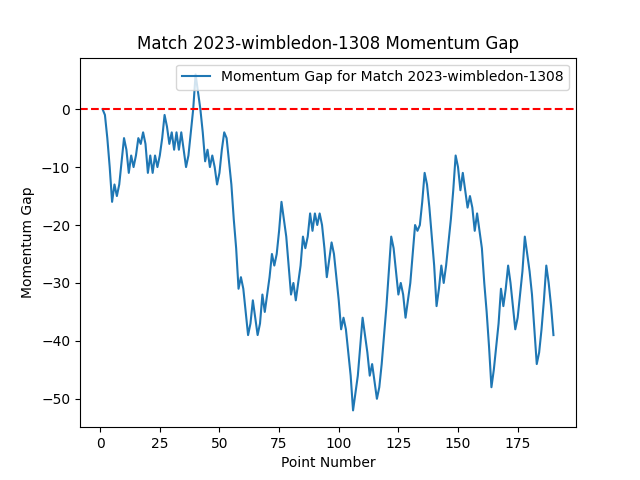 Match 2023-wimbledon-1308 Momentum Gap
Momentum Gap for Match 2023-wimbledon-1308
Momentum Gap
0
−10
−20
−30
−40
−50
0 25 50 75 100 125 150 175
Point Number